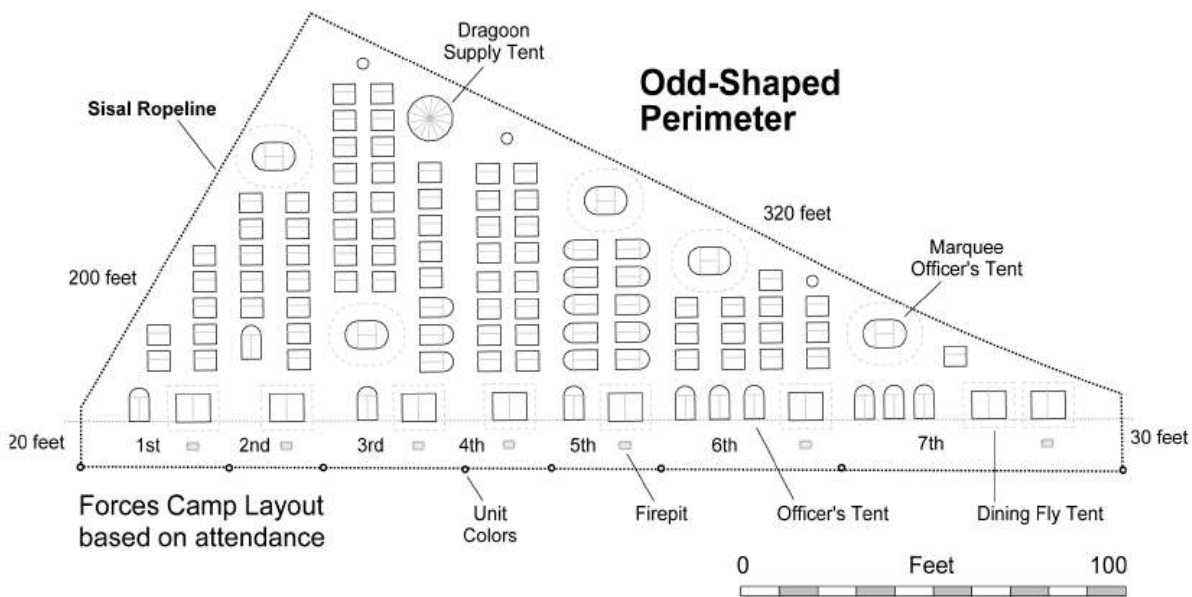 Dragoon
Supply Tent
Odd-Shaped
Perimeter
Sisal Ropeline
320 feet
200 feet
Marquee
Officer's Tent
20 feet
1st
2nd
3rd
4th
5th
6th
7th
30 feet
Forces Camp Layout
based on attendance
Unit
Colors
Firepit
Officer's Tent
Dining Fly Tent
0
Feet
100